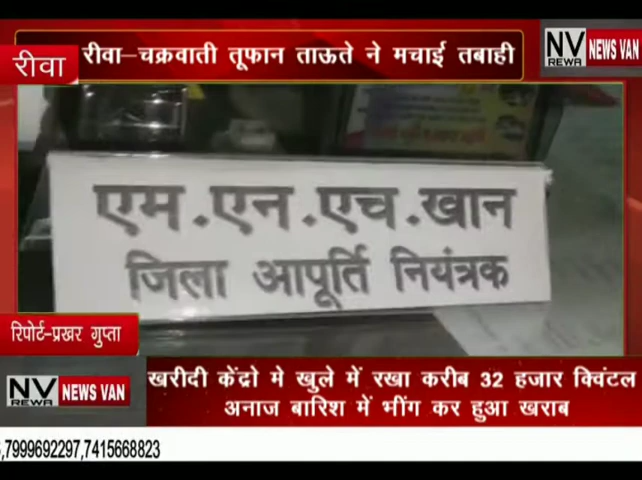 रीवा
रीवा-चक्रवाती तूफान ताऊते ने मचाई तबाही
NV NEWS VAN
REWA
एम.एन.एच.खान
जिला आपूर्ति नियंत्रक
रिपोर्ट-प्रखर गुप्ता
NV NEWS VAN
REWA
खरीदी केंद्रो मे खुले में रखा करीब 32 हजार क्विंटल
अनाज बारिश में भींग कर हुआ खराब
,7999692297,7415668823